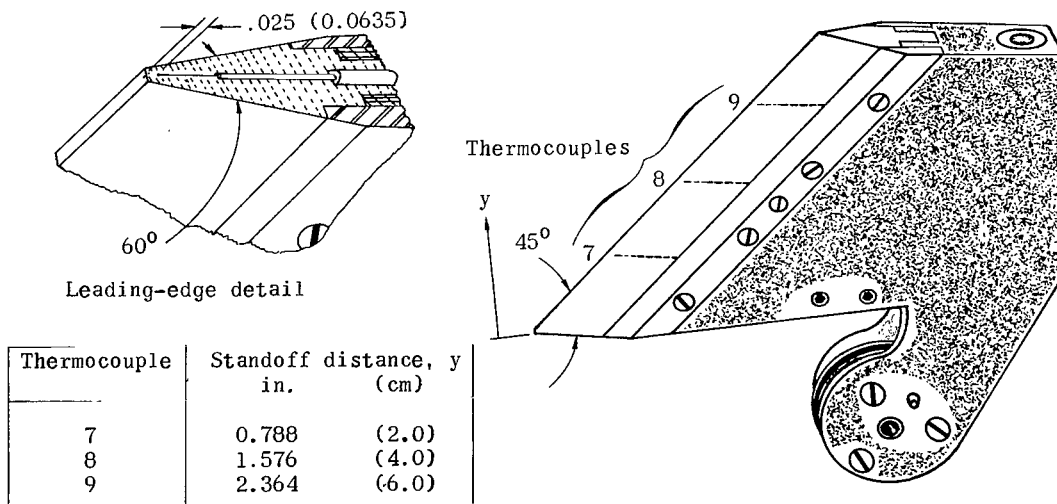 .025 (0.0635)
60°
Leading-edge detail
Thermocouples
9
8
7
y
45°
Thermocouple Standoff distance, y
in. (cm)
7 0.788 (2.0)
8 1.576 (4.0)
9 2.364 (6.0)